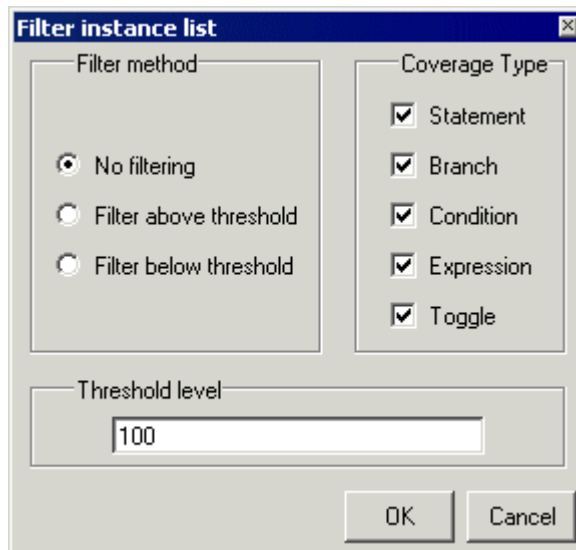 Filter instance list
Filter method
No filtering
Filter above threshold
Filter below threshold
Coverage Type
Statement
Branch
Condition
Expression
Toggle
Threshold level
100
OK
Cancel